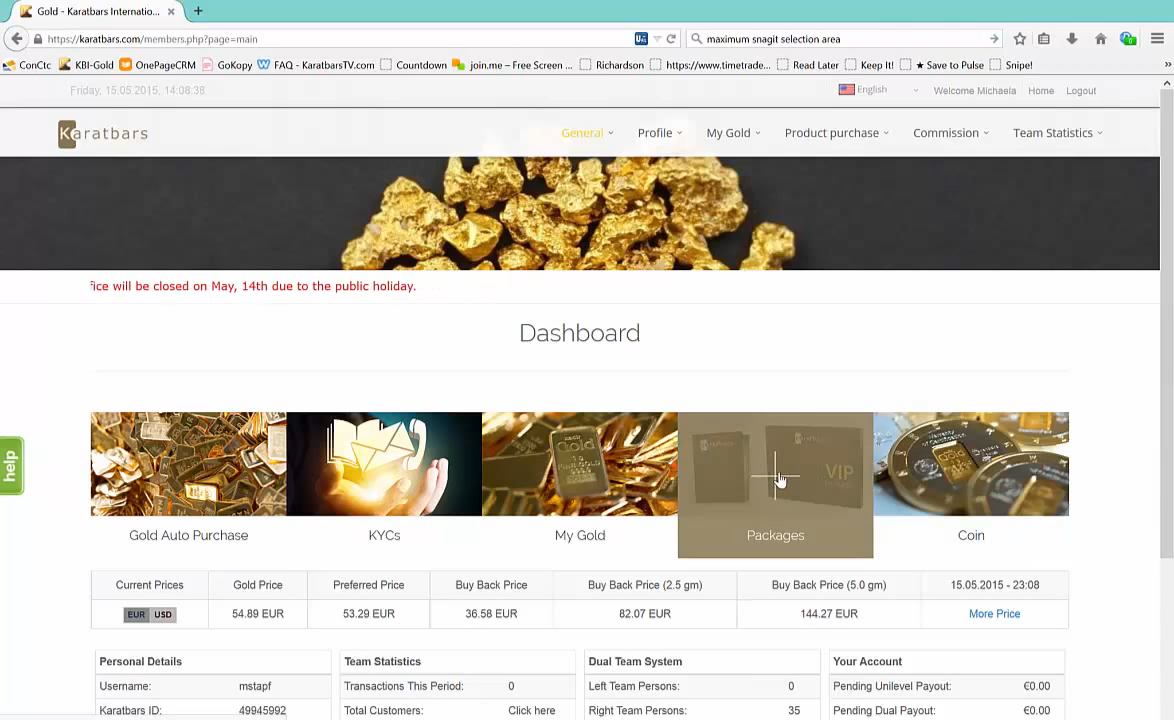 Gold - Karatbars Internatio...
https://karatbars.com/members.php?page=main
maximum snagit selection area
ConCtc KBI-Gold OnePageCRM GoKopy FAQ - KaratbarsTV.com Countdown join.me – Free Screen ... Richardson https://www.timetrade... Read Later Keep It! ★ Save to Pulse Snipe!
Friday, 15.05 2015, 14:08:38 English Welcome Michaela Home Logout
Karatbars General Profile My Gold Product purchase Commission Team Statistics
fice will be closed on May, 14th due to the public holiday.
Dashboard
help
VIP
Gold Auto Purchase KYCs My Gold Packages Coin
Current Prices Gold Price Preferred Price Buy Back Price Buy Back Price (2.5 gm) Buy Back Price (5.0 gm) 15.05.2015 - 23:08
EUR USD 54.89 EUR 53.29 EUR 36.58 EUR 82.07 EUR 144.27 EUR More Price
Personal Details Team Statistics Dual Team System Your Account
Username: mstapf Transactions This Period: 0 Left Team Persons: 0 Pending Unilevel Payout: €0.00
Karatbars ID: 49945992 Total Customers: Click here Right Team Persons: 35 Pending Dual Payout: €0.00